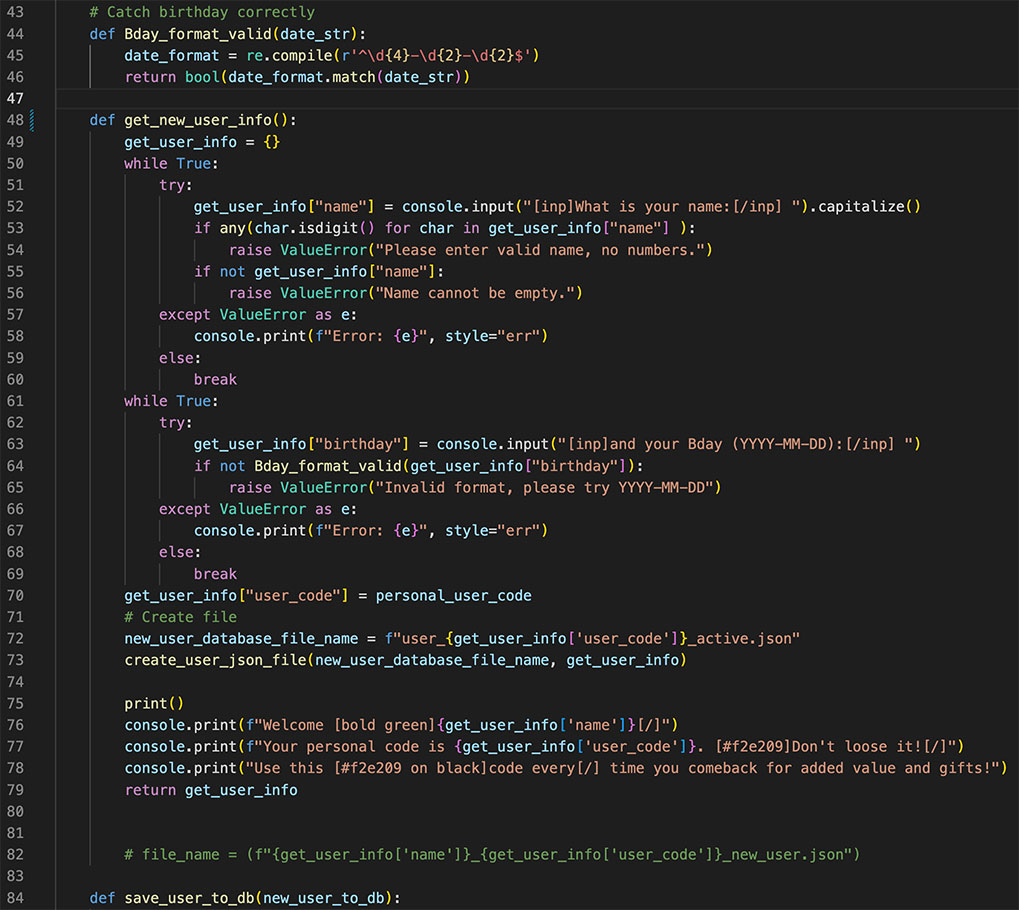 43 # Catch birthday correctly
44 def Bday_format_valid(date_str):
45 date_format = re.compile(r'^\d{4}-\d{2}-\d{2}$')
46 return bool(date_format.match(date_str))
47
48 def get_new_user_info():
49 get_user_info = {}
50 while True:
51 try:
52 get_user_info["name"] = console.input("[inp]What is your name:[/inp] ").capitalize()
53 if any(char.isdigit() for char in get_user_info["name"] ):
54 raise ValueError("Please enter valid name, no numbers.")
55 if not get_user_info["name"]:
56 raise ValueError("Name cannot be empty.")
57 except ValueError as e:
58 console.print(f"Error: {e}", style="err")
59 else:
60 break
61 while True:
62 try:
63 get_user_info["birthday"] = console.input("[inp]and your Bday (YYYY-MM-DD):[/inp] ")
64 if not Bday_format_valid(get_user_info["birthday"]):
65 raise ValueError("Invalid format, please try YYYY-MM-DD")
66 except ValueError as e:
67 console.print(f"Error: {e}", style="err")
68 else:
69 break
70 get_user_info["user_code"] = personal_user_code
71 # Create file
72 new_user_database_file_name = f"user_{get_user_info['user_code']}_active.json"
73 create_user_json_file(new_user_database_file_name, get_user_info)
74
75 print()
76 console.print(f"Welcome [bold green]{get_user_info['name']}[/]")
77 console.print(f"Your personal code is {get_user_info['user_code']}. [#f2e209]Don't loose it![/]")
78 console.print("Use this [#f2e209 on black]code every[/] time you comeback for added value and gifts!")
79 return get_user_info
80
81
82 # file_name = (f"{get_user_info['name']}_{get_user_info['user_code']}_new_user.json")
83
84 def save_user_to_db(new_user_to_db):